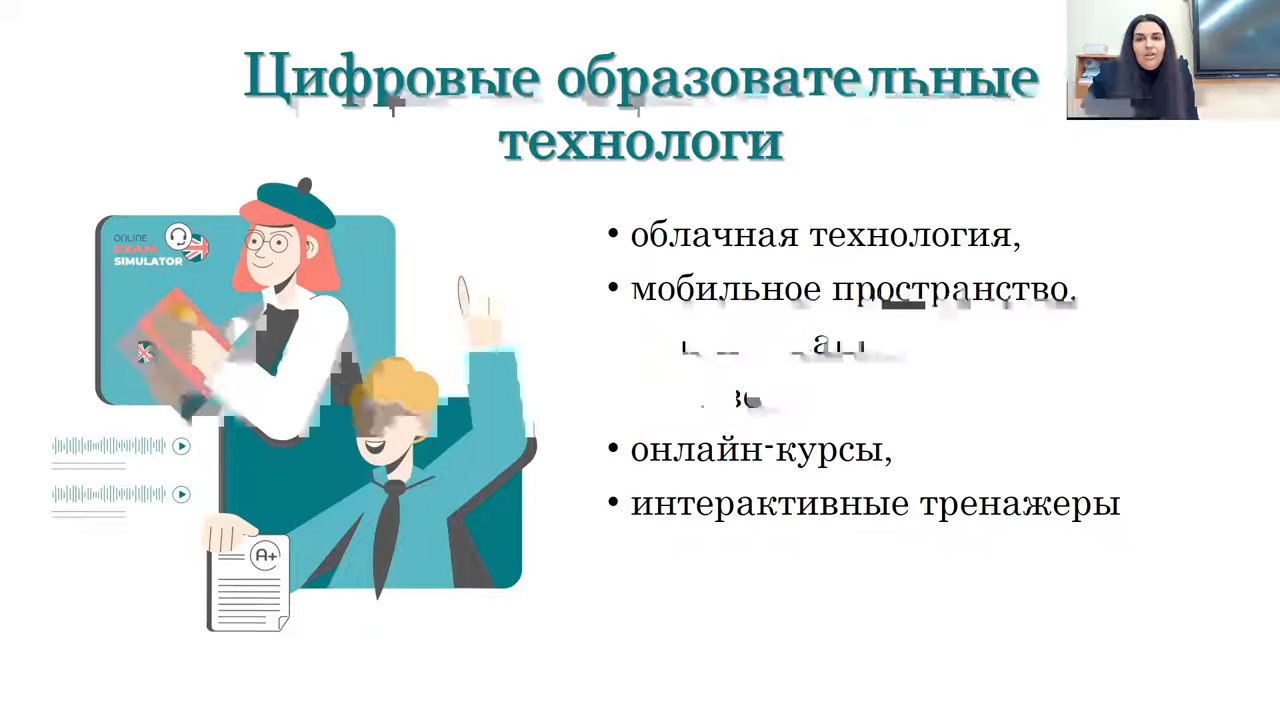 Цифровые образовательные
технологи
ONLINE
EXAM
SIMULATOR
• облачная технология,
• мобильное пространство,
• онлайн-курсы,
• интерактивные тренажеры
A+